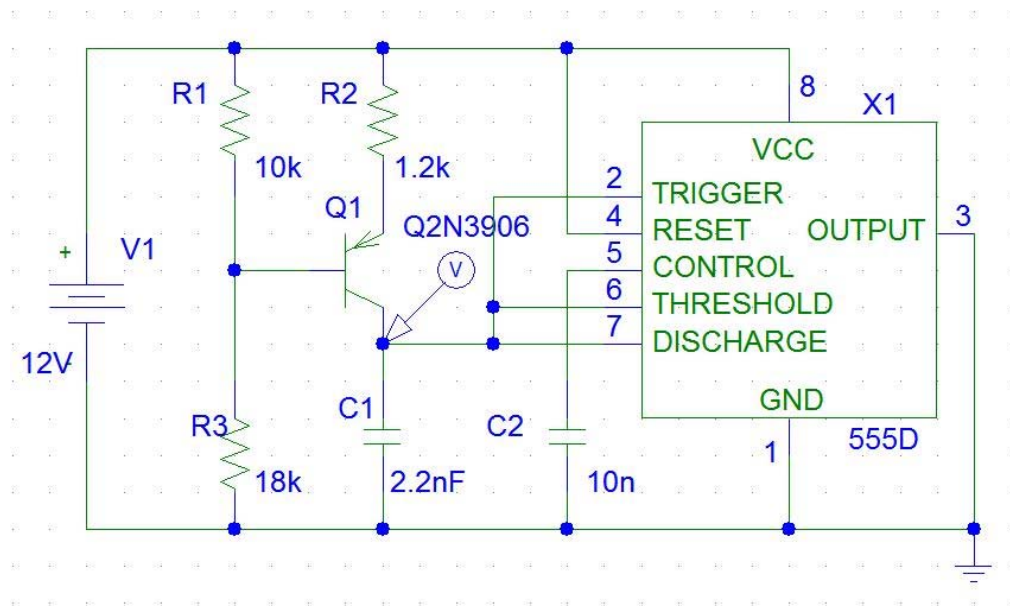 R1
10k
R2
1.2k
Q1
Q2N3906
V
+
V1
12V
R3
18k
C1
2.2nF
C2
10n
8
X1
VCC
2
TRIGGER
4
RESET
OUTPUT
3
5
CONTROL
6
THRESHOLD
7
DISCHARGE
GND
1
555D